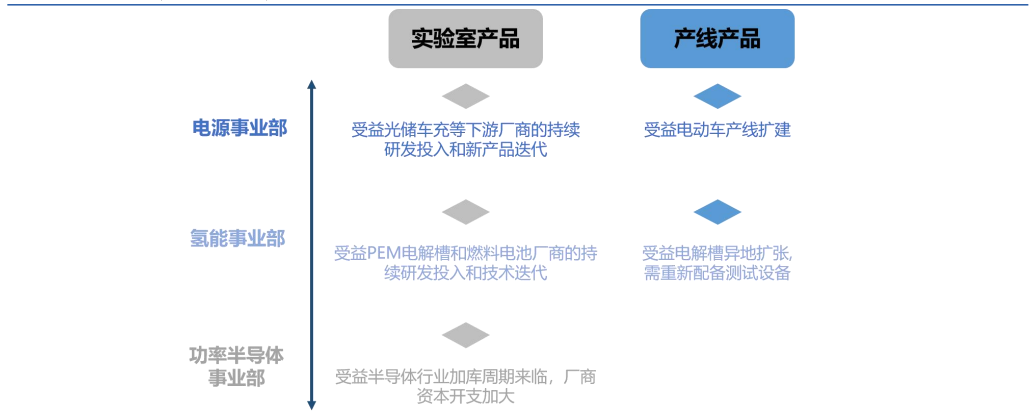 实验室产品
产线产品
电源事业部
受益光储车充等下游厂商的持续
研发投入和新产品迭代
受益电动车产线扩建
氢能事业部
受益PEM电解槽和燃料电池厂商的持
续研发投入和技术迭代
受益电解槽异地扩张,
需重新配备测试设备
功率半导体
事业部
受益半导体行业加库周期来临，厂商
资本开支加大